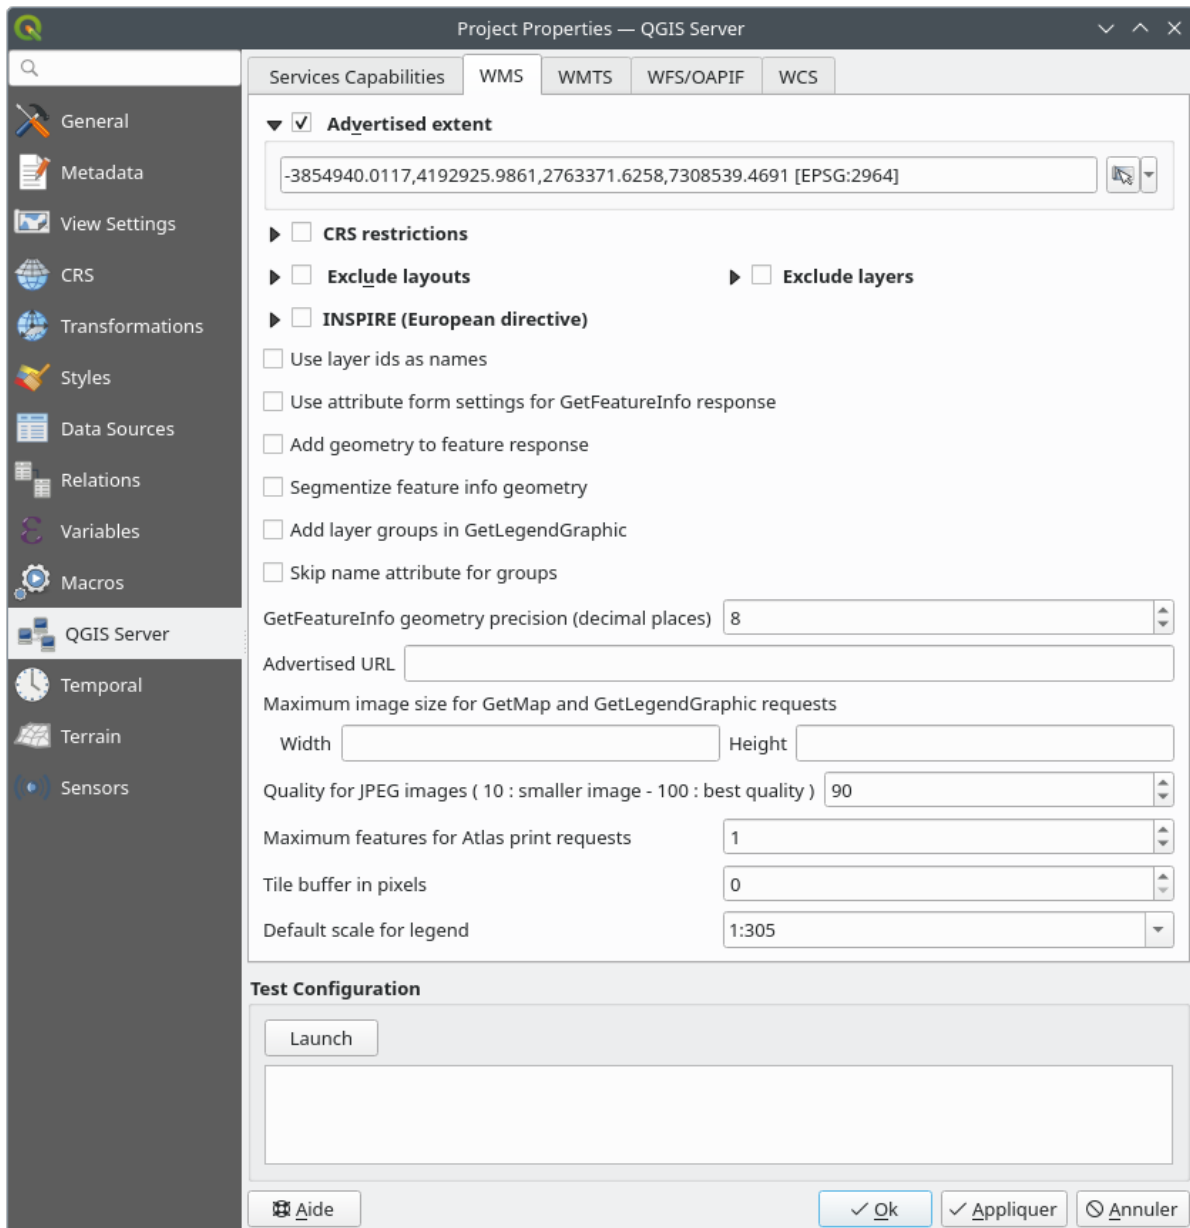 Project Properties — QGIS Server
General
Metadata
View Settings
CRS
Transformations
Styles
Data Sources
Relations
Variables
Macros
QGIS Server
Temporal
Terrain
Sensors
Services Capabilities WMS WMTS WFS/OAPIF WCS
Advertised extent
-3854940.0117,4192925.9861,2763371.6258,7308539.4691 [EPSG:2964]
CRS restrictions
Exclude layouts Exclude layers
INSPIRE (European directive)
Use layer ids as names
Use attribute form settings for GetFeatureInfo response
Add geometry to feature response
Segmentize feature info geometry
Add layer groups in GetLegendGraphic
Skip name attribute for groups
GetFeatureInfo geometry precision (decimal places) 8
Advertised URL
Maximum image size for GetMap and GetLegendGraphic requests
Width Height
Quality for JPEG images ( 10 : smaller image - 100 : best quality ) 90
Maximum features for Atlas print requests 1
Tile buffer in pixels 0
Default scale for legend 1:305
Test Configuration
Launch
Aide Ok Appliquer Annuler